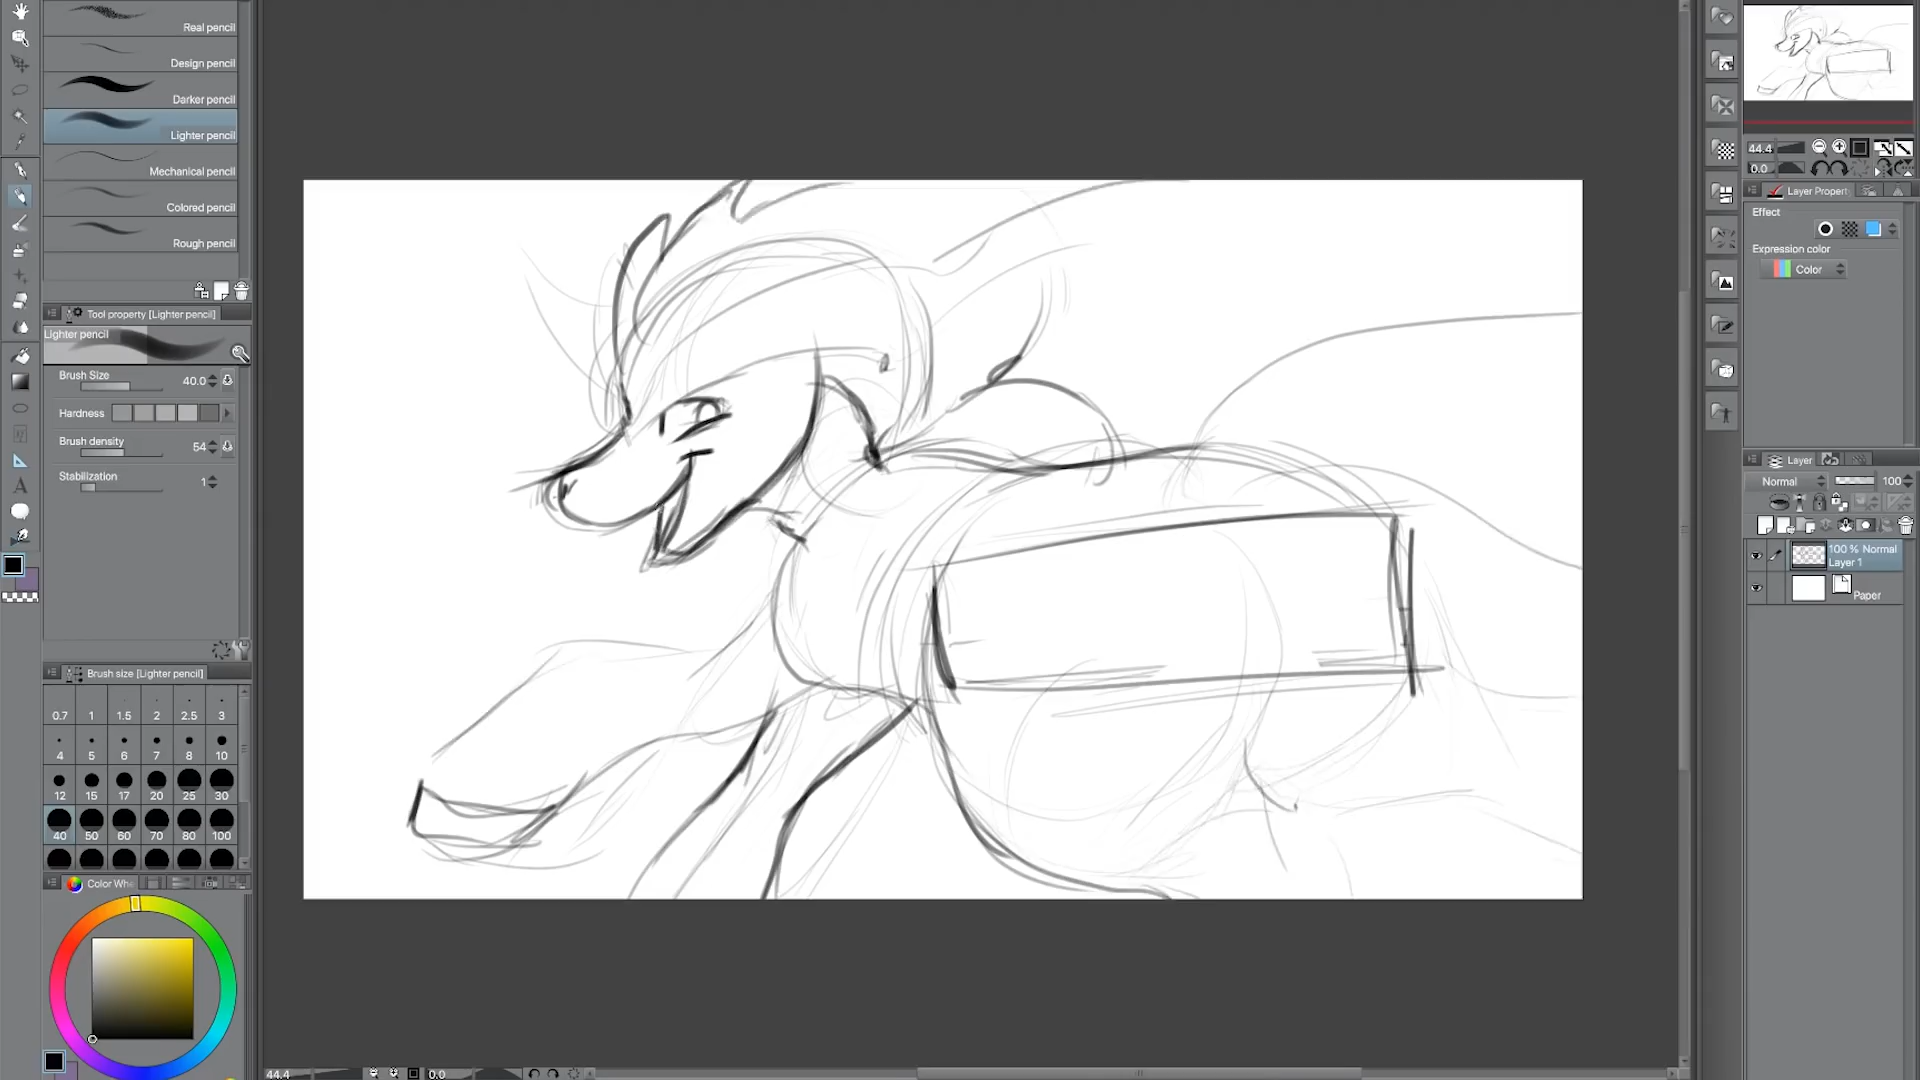 Real pencil
Design pencil
Darker pencil
Lighter pencil
Mechanical pencil
Colored pencil
Rough pencil
Tool property [Lighter pencil]
Lighter pencil
Brush Size 40.0
Hardness
Brush density 54
Stabilization 1
Brush size [Lighter pencil]
0.7 1 1.5 2 2.5 3
4 5 6 7 8 10
12 15 17 20 25 30
40 50 60 70 80 100
Color Whe
44.4 0.0
44.4
0.0
Layer Propert
Effect
Expression color
Color
Layer
Normal 100
100 % Normal
Layer 1
Paper